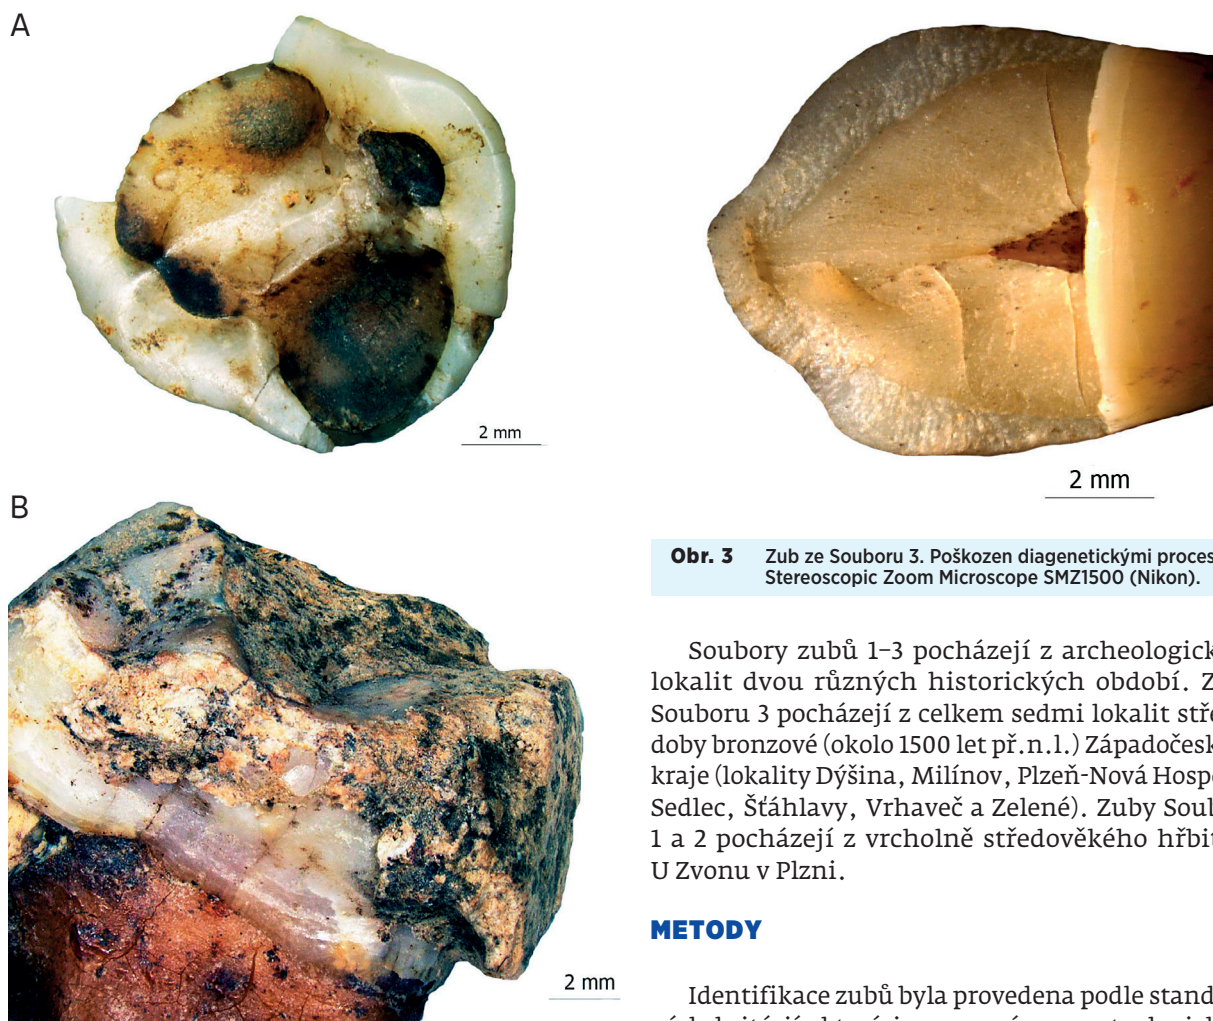 A
2 mm
B
2 mm
2 mm
Obr. 3 Zub ze Souboru 3. Poškozen diagenetickými proces
Stereoscopic Zoom Microscope SMZ1500 (Nikon).
Soubory zubů 1–3 pocházejí z archeologick
lokalit dvou různých historických období. Z
Souboru 3 pocházejí z celkem sedmi lokalit stře
doby bronzové (okolo 1500 let př.n.l.) Západočesk
kraje (lokality Dýšina, Milínov, Plzeň-Nová Hospo
Sedlec, Šťáhlavy, Vrhaveč a Zelené). Zuby Soub
1 a 2 pocházejí z vrcholně středověkého hřbit
U Zvonu v Plzni.
METODY
Identifikace zubů byla provedena podle stand